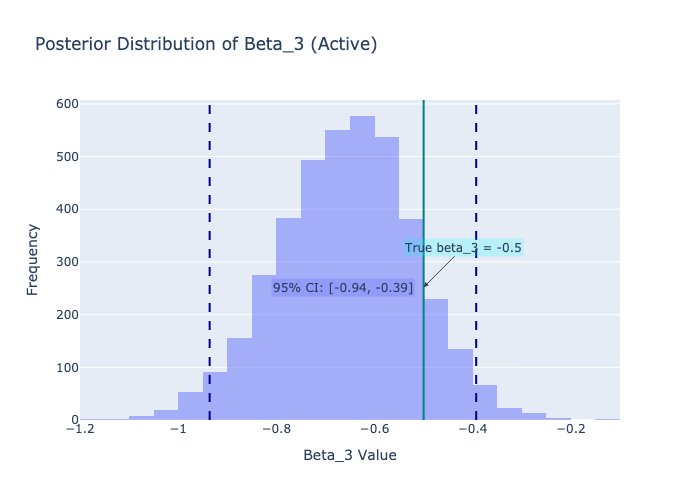 Posterior Distribution of Beta_3 (Active)
600
500
400
300
200
100
0
Frequency
True beta_3 = -0.5
95% CI: [-0.94, -0.39]
−1.2
−1
−0.8
−0.6
−0.4
−0.2
Beta_3 Value